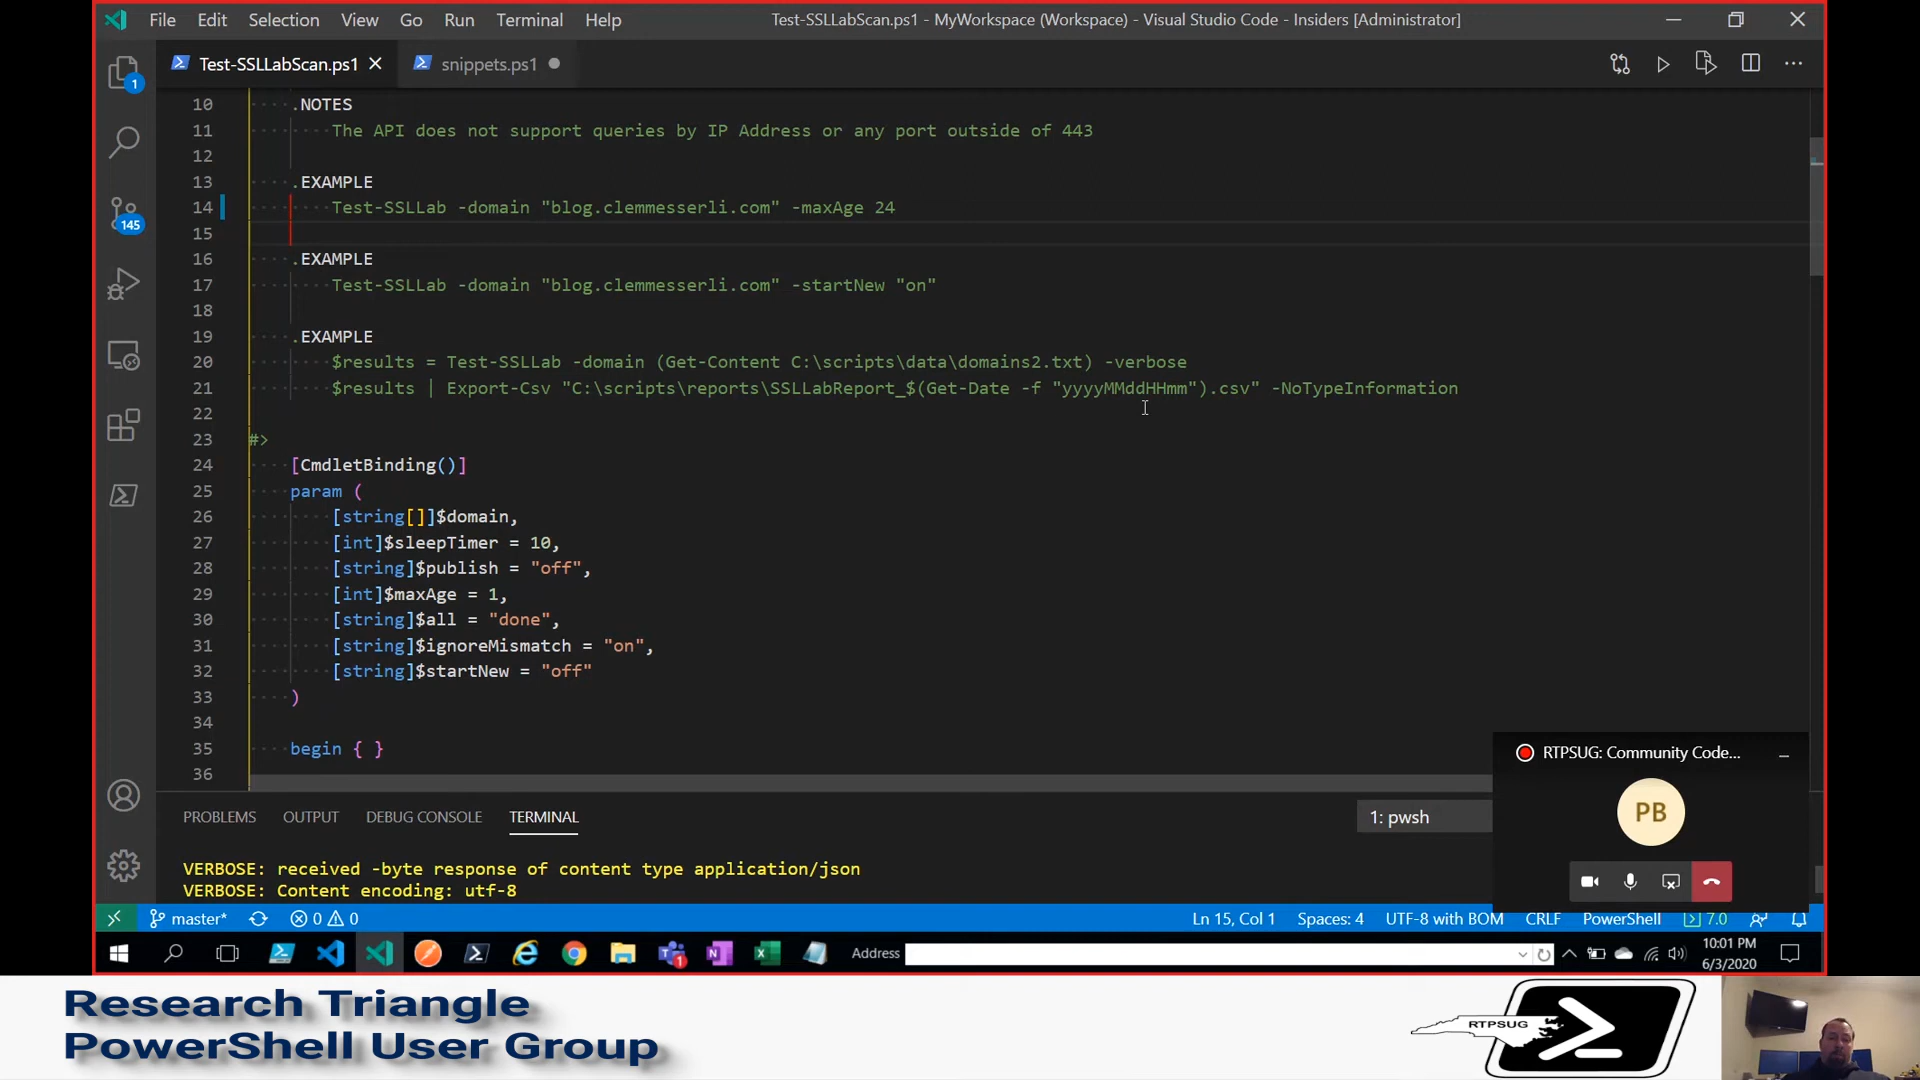 File Edit Selection View Go Run Terminal Help Test-SSLLabScan.ps1 - MyWorkspace (Workspace) - Visual Studio Code - Insiders [Administrator]
Test-SSLLabScan.ps1 snippets.ps1
1
145
10 .NOTES
11 The API does not support queries by IP Address or any port outside of 443
12
13 .EXAMPLE
14 Test-SSLLab -domain "blog.clemmesserli.com" -maxAge 24
15
16 .EXAMPLE
17 Test-SSLLab -domain "blog.clemmesserli.com" -startNew "on"
18
19 .EXAMPLE
20 $results = Test-SSLLab -domain (Get-Content C:\scripts\data\domains2.txt) -verbose
21 $results | Export-Csv "C:\scripts\reports\SSLLabReport_$(Get-Date -f "yyyyMMddHHmm").csv" -NoTypeInformation
22
23 #>
24 [CmdletBinding()]
25 param (
26 [string[]]$domain,
27 [int]$sleepTimer = 10,
28 [string]$publish = "off",
29 [int]$maxAge = 1,
30 [string]$all = "done",
31 [string]$ignoreMismatch = "on",
32 [string]$startNew = "off"
33 )
34
35 begin { }
36
RTPSUG: Community Code...
PB
PROBLEMS OUTPUT DEBUG CONSOLE TERMINAL 1: pwsh
VERBOSE: received -byte response of content type application/json
VERBOSE: Content encoding: utf-8
master* 0 0 Ln 15, Col 1 Spaces: 4 UTF-8 with BOM CRLF PowerShell 7.0
Address
1
10:01 PM
6/3/2020
Research Triangle
PowerShell User Group
RTPSUG